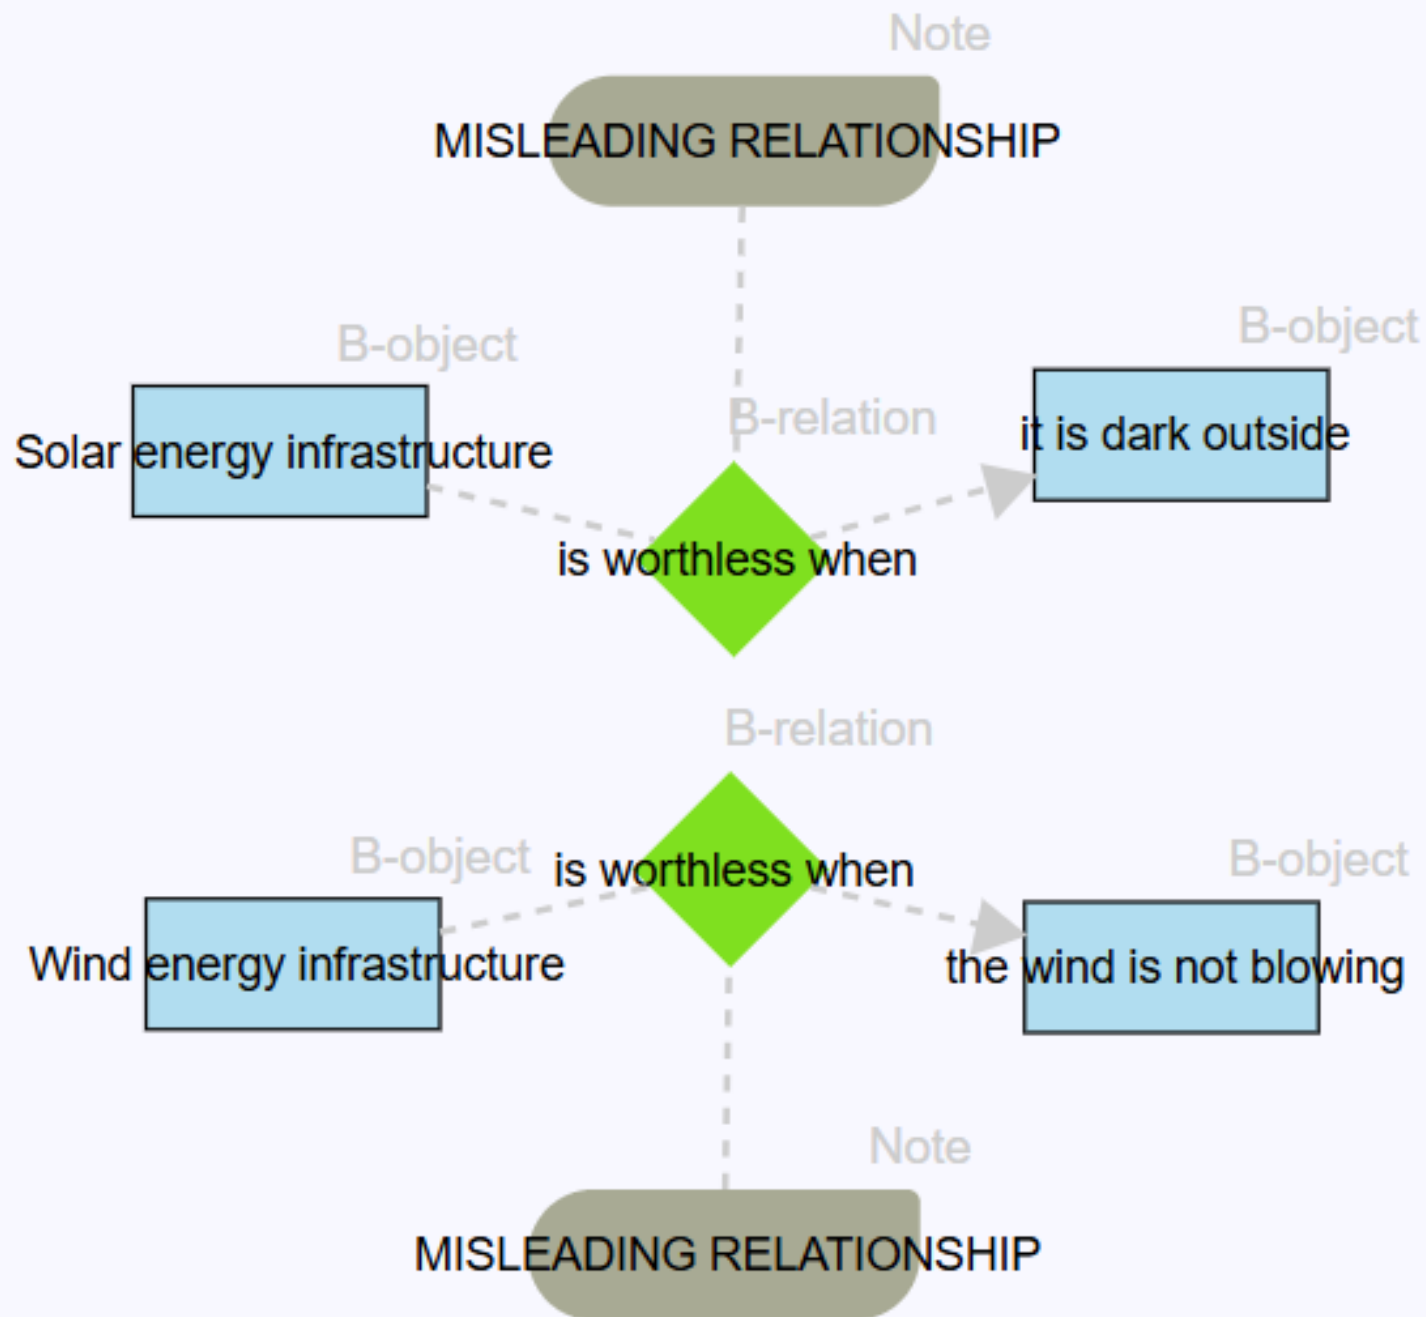 Note
MISLEADING RELATIONSHIP
B-object
B-object
B-relation
Solar energy infrastructure
it is dark outside
is worthless when
B-relation
B-object
B-object
is worthless when
Wind energy infrastructure
the wind is not blowing
Note
MISLEADING RELATIONSHIP